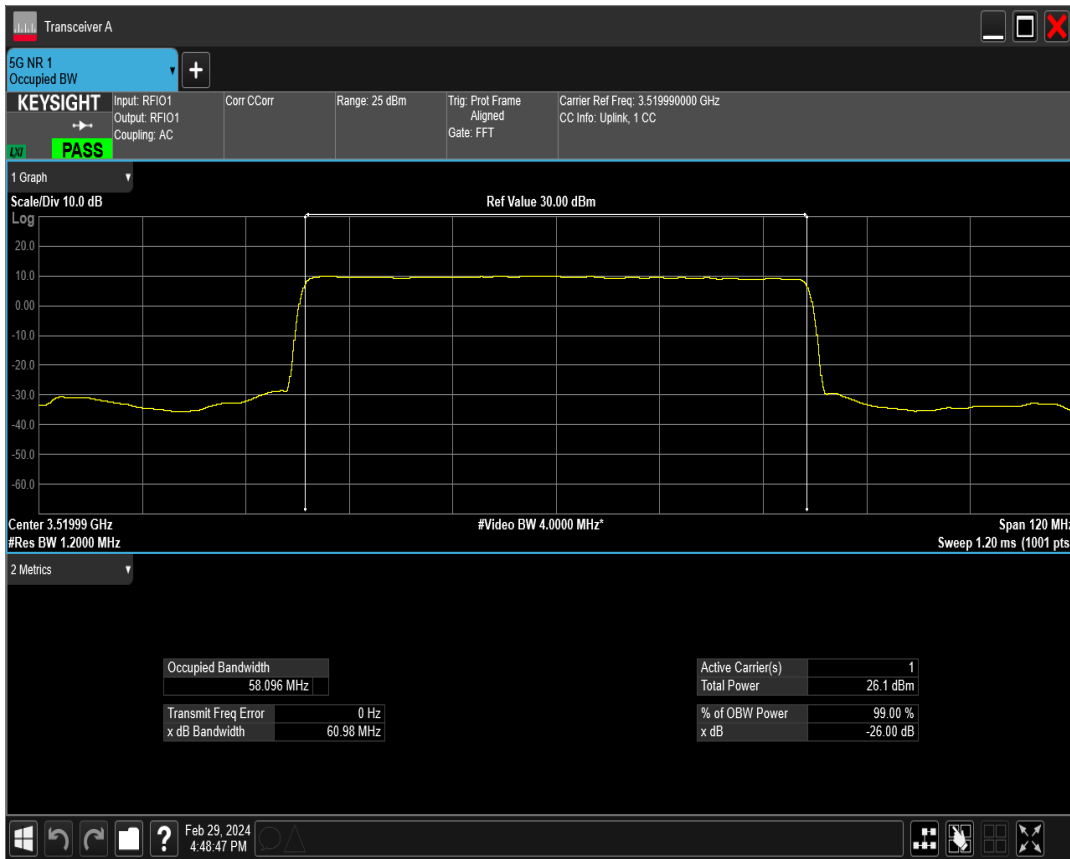 Transceiver A
5G NR 1
Occupied BW
KEYSIGHT
LXI
PASS
Input: RFIO1
Output: RFIO1
Coupling: AC
Corr CCorr
Range: 25 dBm
Trig: Prot Frame
Aligned
Gate: FFT
Carrier Ref Freq: 3.519990000 GHz
CC Info: Uplink, 1 CC
1 Graph
Scale/Div 10.0 dB
Ref Value 30.00 dBm
Log
20.0
10.0
0.00
-10.0
-20.0
-30.0
-40.0
-50.0
-60.0
Center 3.51999 GHz
#Video BW 4.0000 MHz*
Span 120 MHz
#Res BW 1.2000 MHz
Sweep 1.20 ms (1001 pts
2 Metrics
Occupied Bandwidth
58.096 MHz
Transmit Freq Error 0 Hz
x dB Bandwidth 60.98 MHz
Active Carrier(s) 1
Total Power 26.1 dBm
% of OBW Power 99.00 %
x dB -26.00 dB
?
Feb 29, 2024
4:48:47 PM